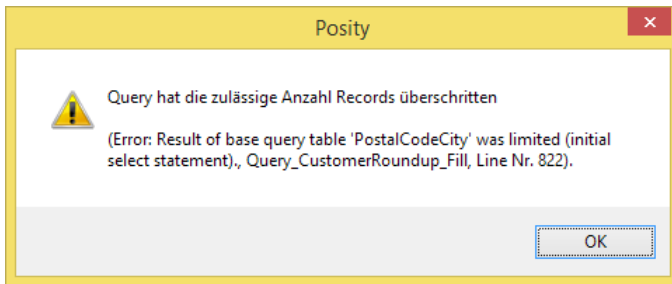 Posity
Query hat die zulässige Anzahl Records überschritten
(Error: Result of base query table 'PostalCodeCity' was limited (initial
select statement)., Query_CustomerRoundup_Fill, Line Nr. 822).
OK